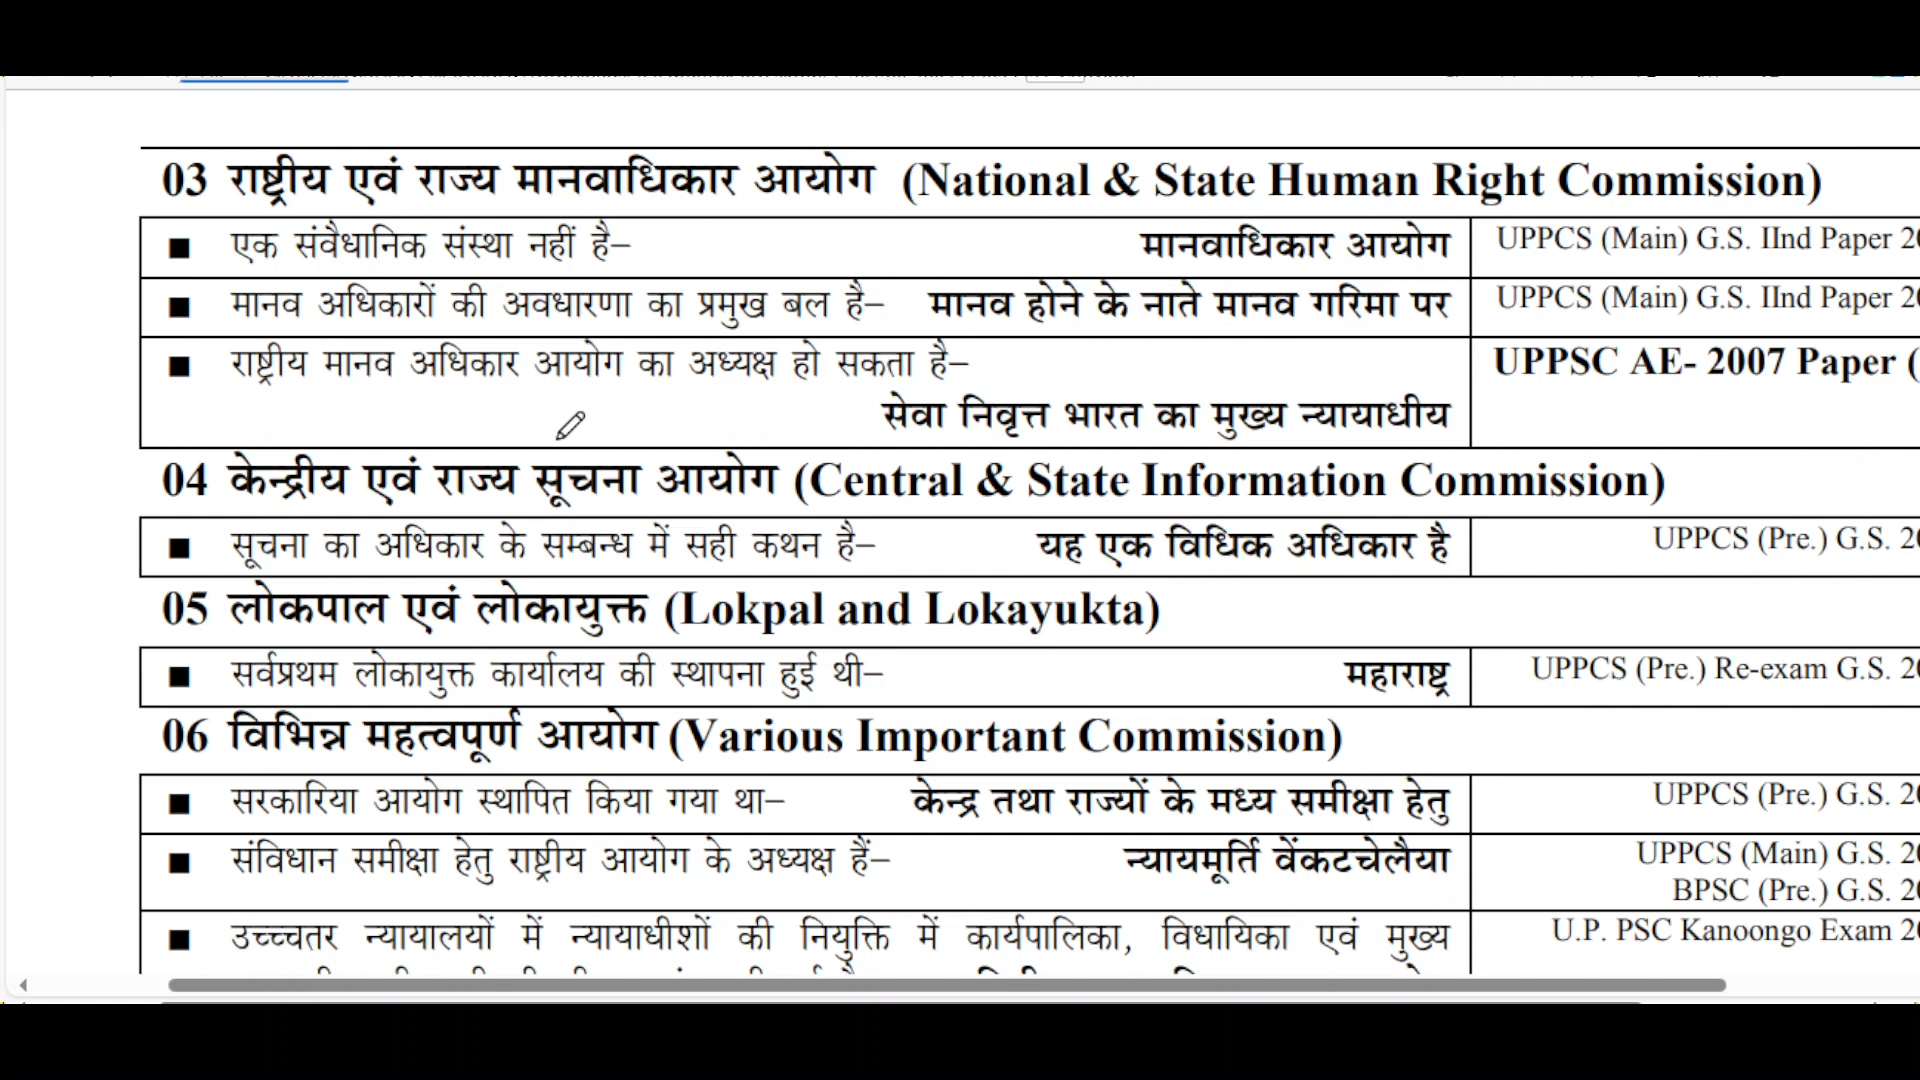 03 राष्ट्रीय एवं राज्य मानवाधिकार आयोग (National & State Human Right Commission)
■ एक संवैधानिक संस्था नहीं है– मानवाधिकार आयोग UPPCS (Main) G.S. IInd Paper
■ मानव अधिकारों की अवधारणा का प्रमुख बल है– मानव होने के नाते मानव गरिमा पर UPPCS (Main) G.S. IInd Paper
■ राष्ट्रीय मानव अधिकार आयोग का अध्यक्ष हो सकता है– UPPSC AE- 2007 Paper (
सेवा निवृत्त भारत का मुख्य न्यायाधीय
04 केन्द्रीय एवं राज्य सूचना आयोग (Central & State Information Commission)
■ सूचना का अधिकार के सम्बन्ध में सही कथन है– यह एक विधिक अधिकार है UPPCS (Pre.) G.S.
05 लोकपाल एवं लोकायुक्त (Lokpal and Lokayukta)
■ सर्वप्रथम लोकायुक्त कार्यालय की स्थापना हुई थी– महाराष्ट्र UPPCS (Pre.) Re-exam G.S.
06 विभिन्न महत्वपूर्ण आयोग (Various Important Commission)
■ सरकारिया आयोग स्थापित किया गया था– केन्द्र तथा राज्यों के मध्य समीक्षा हेतु UPPCS (Pre.) G.S.
■ संविधान समीक्षा हेतु राष्ट्रीय आयोग के अध्यक्ष हैं– न्यायमूर्ति वेंकटचेलैया UPPCS (Main) G.S.
BPSC (Pre.) G.S.
■ उच्च्चतर न्यायालयों में न्यायाधीशों की नियुक्ति में कार्यपालिका, विधायिका एवं मुख्य U.P. PSC Kanoongo Exam